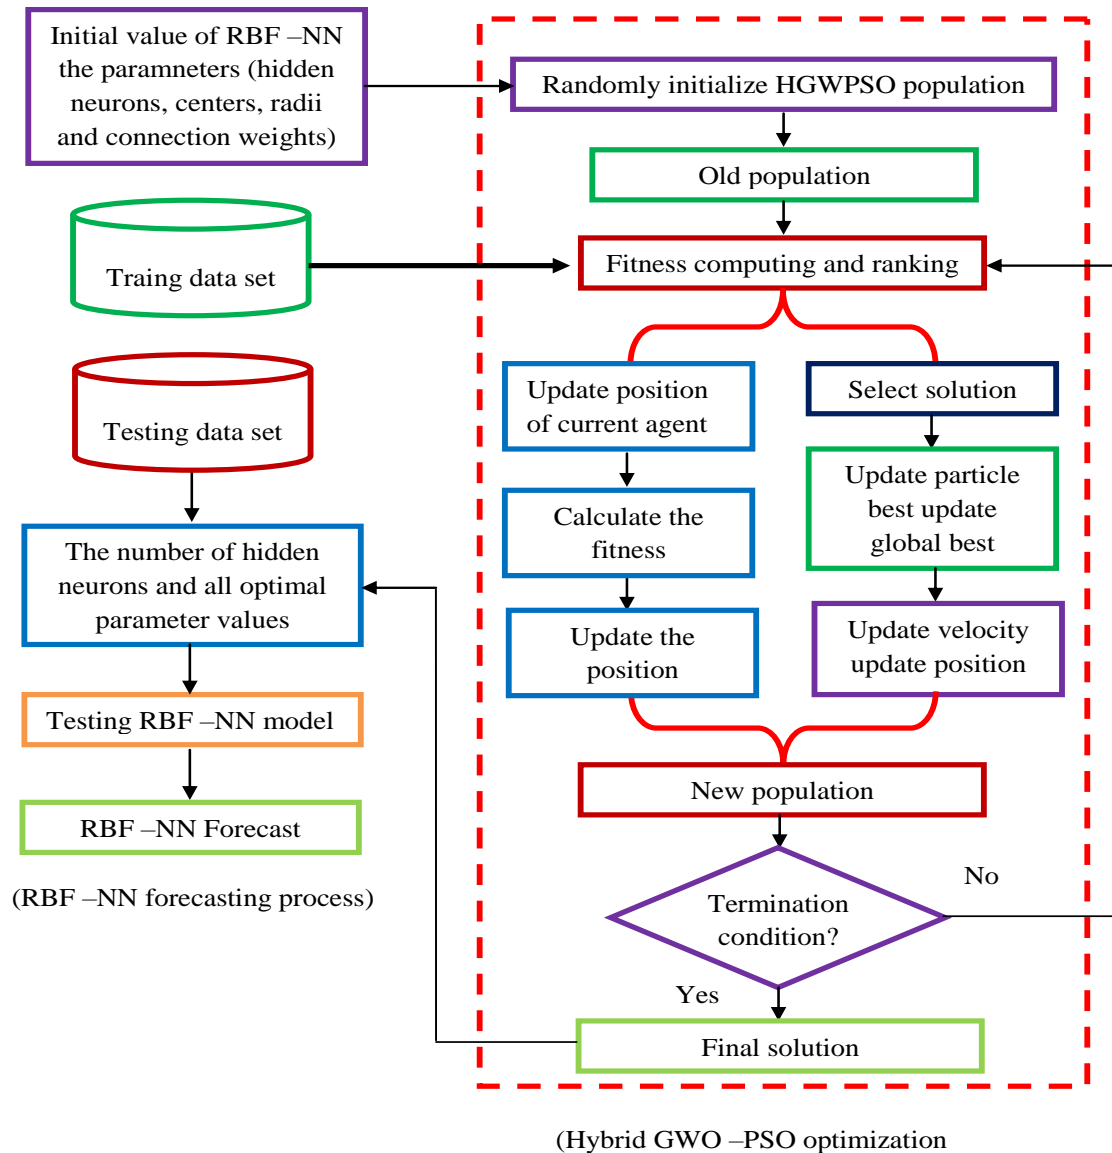 Initial value of RBF –NN
the paramneters (hidden
neurons, centers, radii
and connection weights)
Traing data set
Testing data set
The number of hidden
neurons and all optimal
parameter values
Testing RBF –NN model
RBF –NN Forecast
(RBF –NN forecasting process)
Randomly initialize HGWPSO population
Old population
Fitness computing and ranking
Update position
of current agent
Calculate the
fitness
Update the
position
Select solution
Update particle
best update
global best
Update velocity
update position
New population
Termination
condition?
No
Yes
Final solution
(Hybrid GWO –PSO optimization